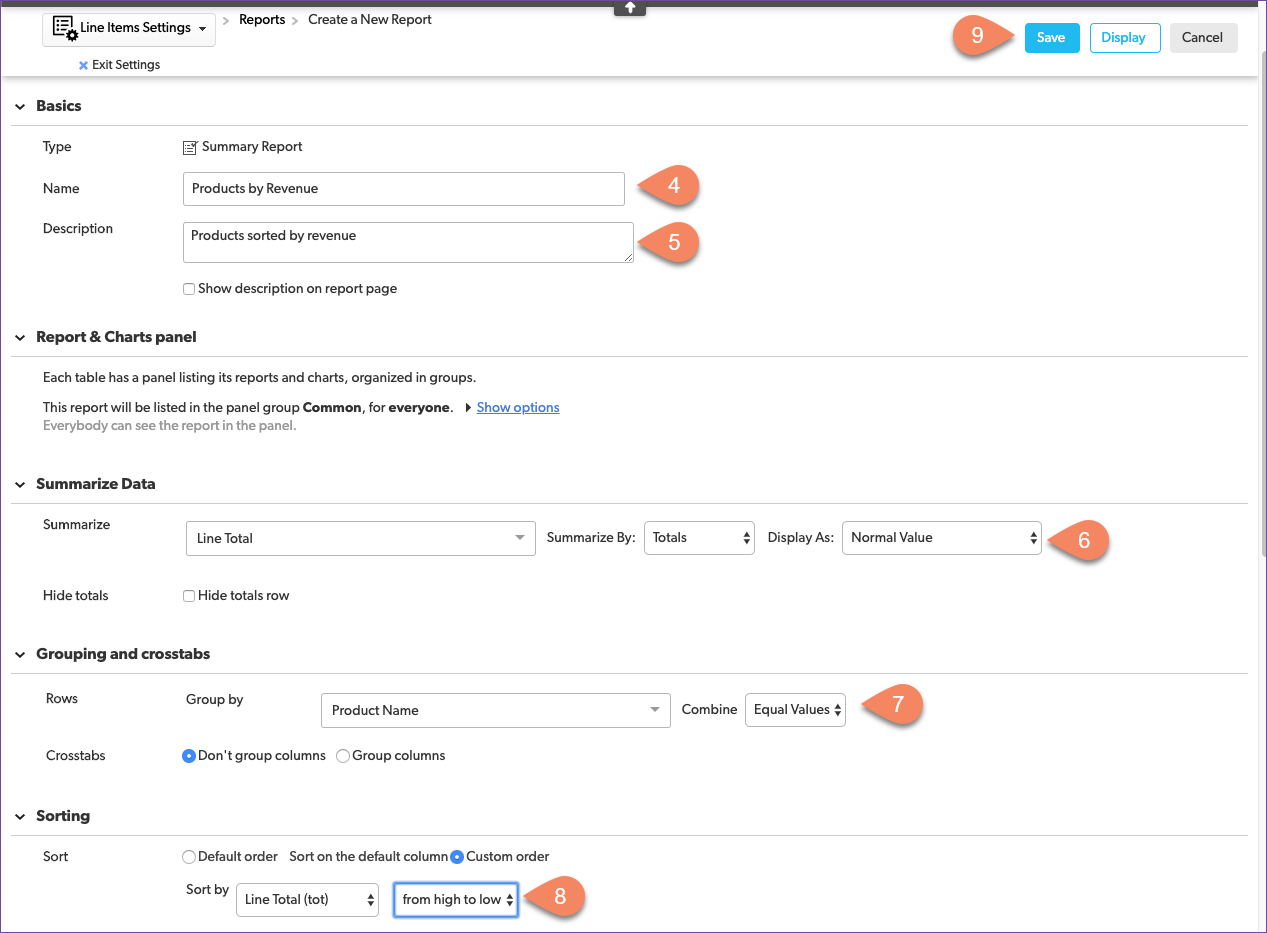 Line Items Settings > Reports > Create a New Report
9 Save Display Cancel
Exit Settings
Basics
Type Summary Report
Name Products by Revenue 4
Description Products sorted by revenue 5
Show description on report page
Report & Charts panel
Each table has a panel listing its reports and charts, organized in groups.
This report will be listed in the panel group Common, for everyone. Show options
Everybody can see the report in the panel.
Summarize Data
Summarize Line Total Summarize By: Totals Display As: Normal Value 6
Hide totals Hide totals row
Grouping and crosstabs
Rows Group by Product Name Combine Equal Values 7
Crosstabs Don't group columns Group columns
Sorting
Sort Default order Sort on the default column Custom order
Sort by Line Total (tot) from high to low 8